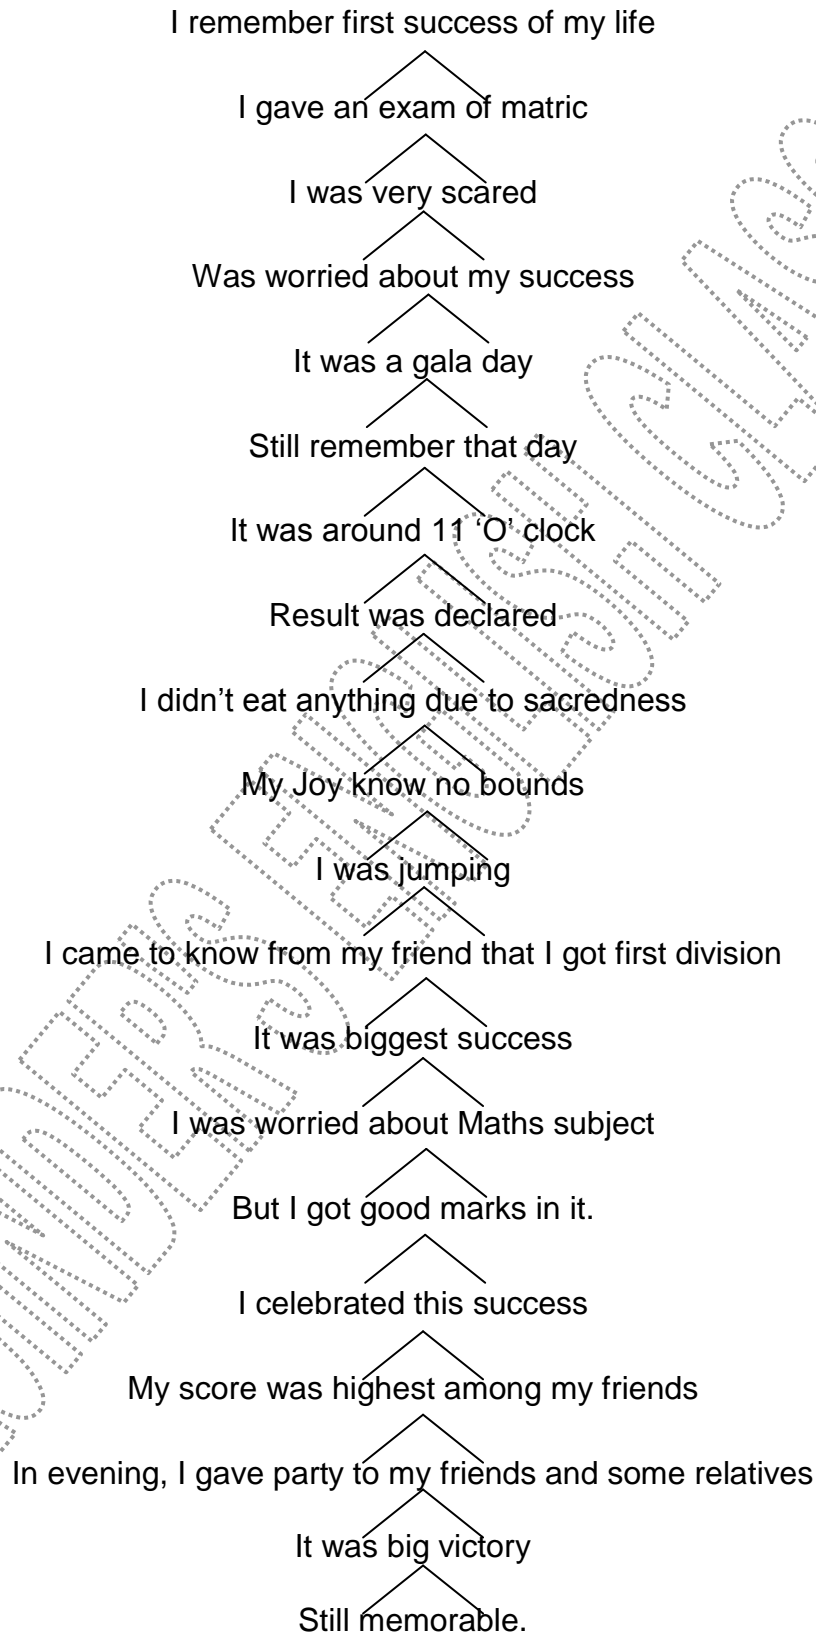 I remember first success of my life
I gave an exam of matric
I was very scared
Was worried about my success
It was a gala day
Still remember that day
It was around 11 ‘O’ clock
Result was declared
I didn’t eat anything due to sacredness
My Joy know no bounds
I was jumping
I came to know from my friend that I got first division
It was biggest success
I was worried about Maths subject
But I got good marks in it.
I celebrated this success
My score was highest among my friends
In evening, I gave party to my friends and some relatives
It was big victory
Still memorable.